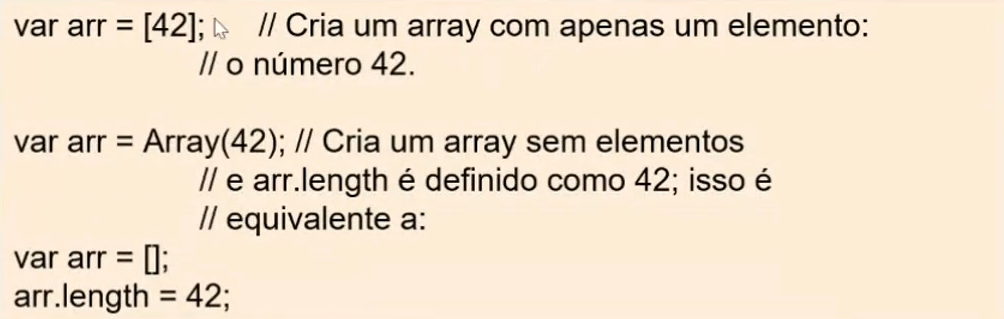 var arr = [42];    // Cria um array com apenas um elemento:
// o número 42.
var arr = Array(42); // Cria um array sem elementos
// e arr.length é definido como 42; isso é
// equivalente a:
var arr = [];
arr.length = 42;